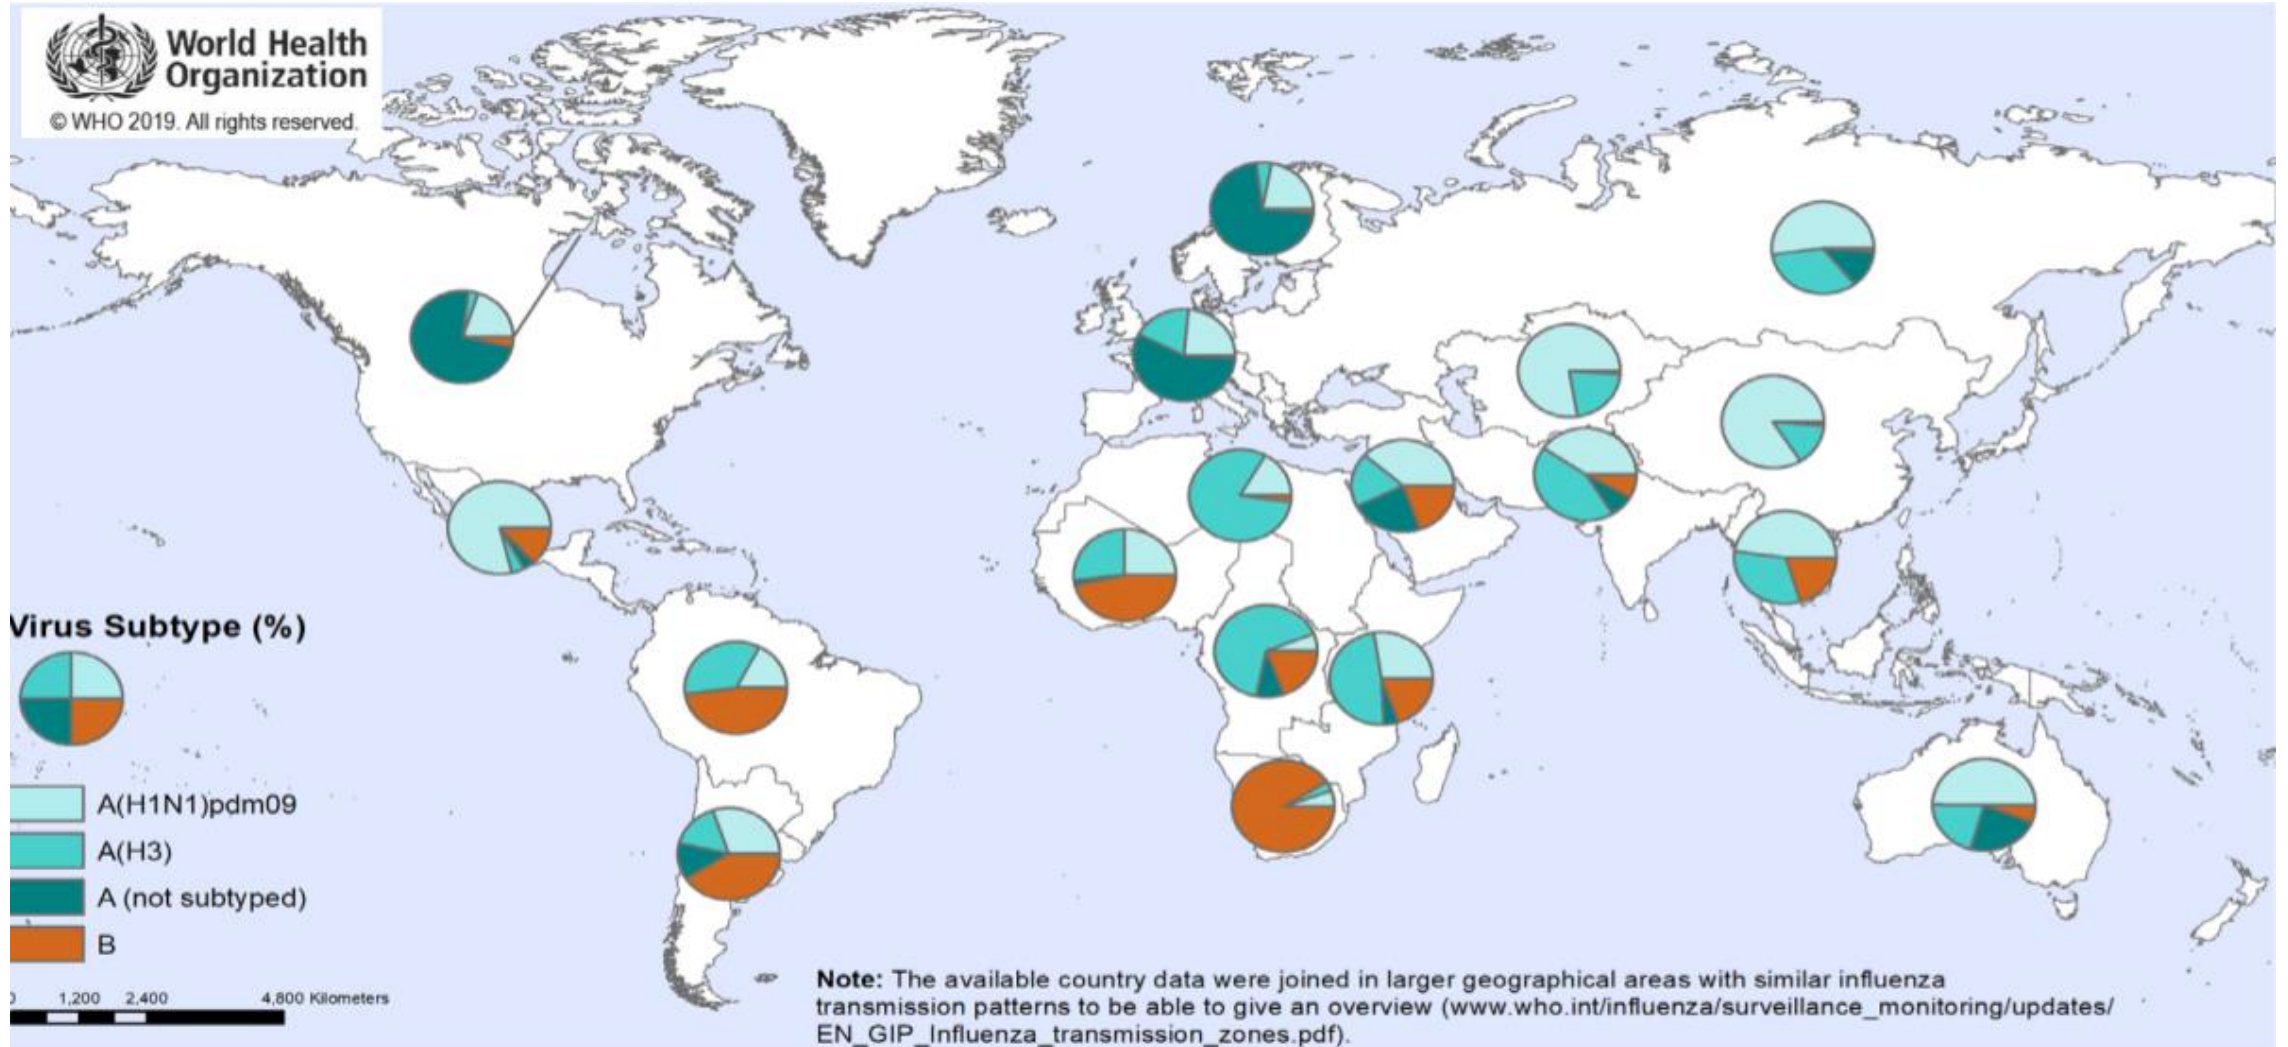 World Health
Organization
© WHO 2019. All rights reserved.
Virus Subtype (%)
A(H1N1)pdm09
A(H3)
A (not subtyped)
B
0 1,200 2,400 4,800 Kilometers
Note: The available country data were joined in larger geographical areas with similar influenza
transmission patterns to be able to give an overview (www.who.int/influenza/surveillance_monitoring/updates/
EN_GIP_Influenza_transmission_zones.pdf).